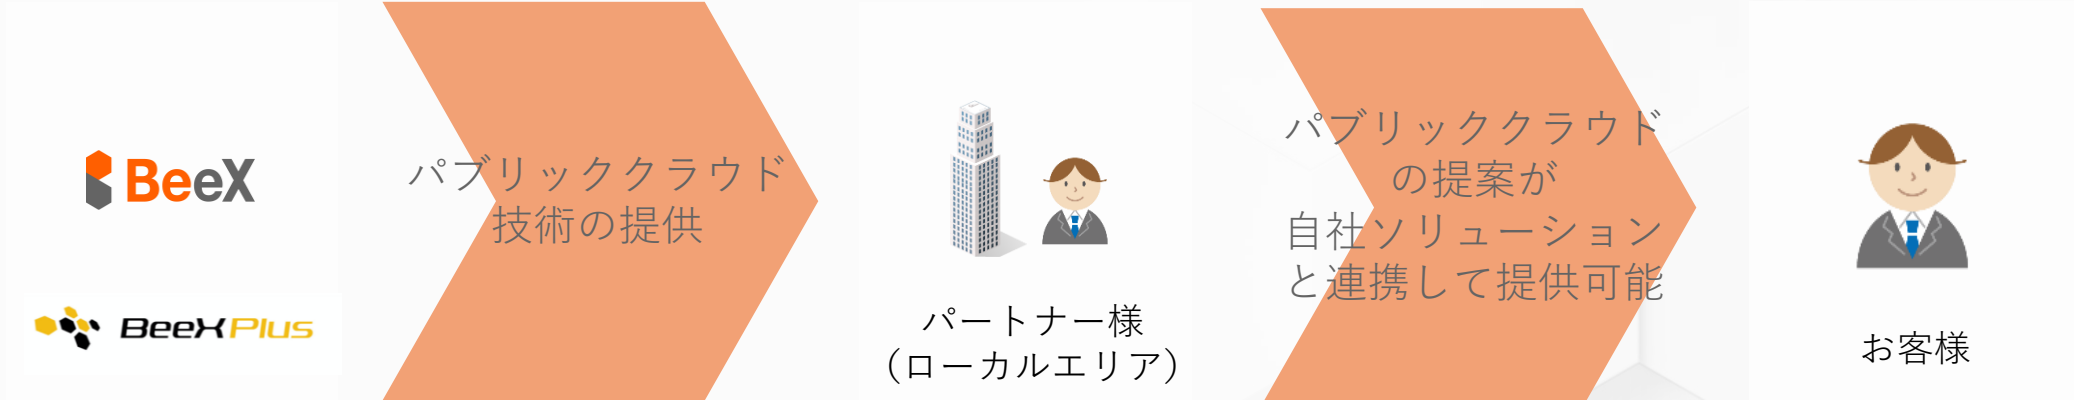 BeeX
BeeXPlus
パブリッククラウド
技術の提供
パートナー様
(ローカルエリア)
パブリッククラウド
の提案が
自社ソリューション
と連携して提供可能
お客様